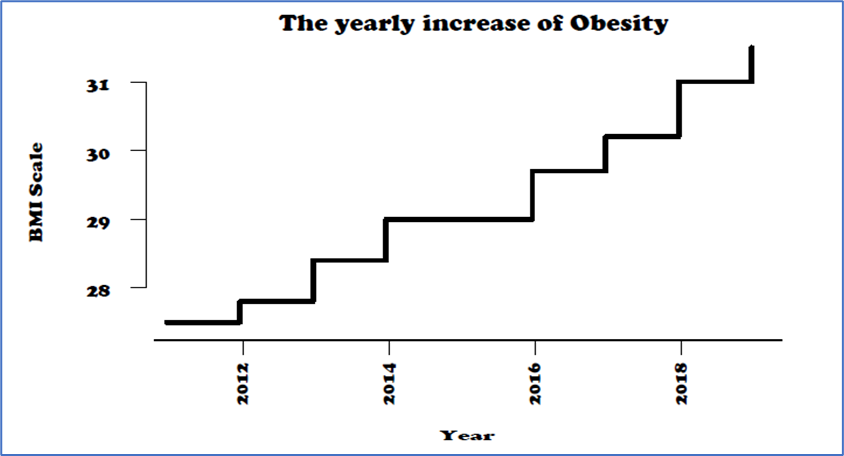 The yearly increase of Obesity
BMI Scale
31
30
29
28
2012
2014
2016
2018
Year